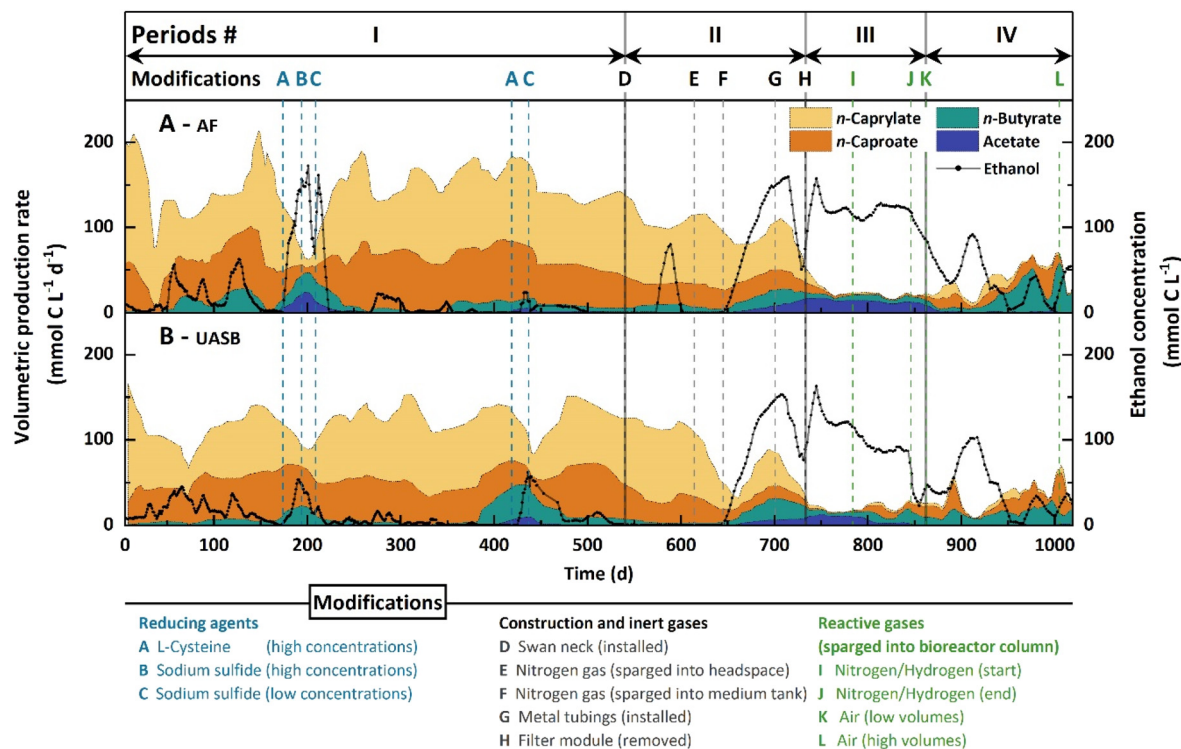 Periods # I II III IV
Modifications A B C A C D E F G H I J K L
A - AF
n-Caprylate n-Butyrate
n-Caproate Acetate
Ethanol
200 200
100 100
0 0
B - UASB
200 200
100 100
0 0
Volumetric production rate
(mmol C L⁻¹ d⁻¹)
Ethanol concentration
(mmol C L⁻¹)
0 100 200 300 400 500 600 700 800 900 1000
Time (d)
Modifications
Reducing agents
A L-Cysteine (high concentrations)
B Sodium sulfide (high concentrations)
C Sodium sulfide (low concentrations)
Construction and inert gases
D Swan neck (installed)
E Nitrogen gas (sparged into headspace)
F Nitrogen gas (sparged into medium tank)
G Metal tubings (installed)
H Filter module (removed)
Reactive gases
(sparged into bioreactor column)
I Nitrogen/Hydrogen (start)
J Nitrogen/Hydrogen (end)
K Air (low volumes)
L Air (high volumes)